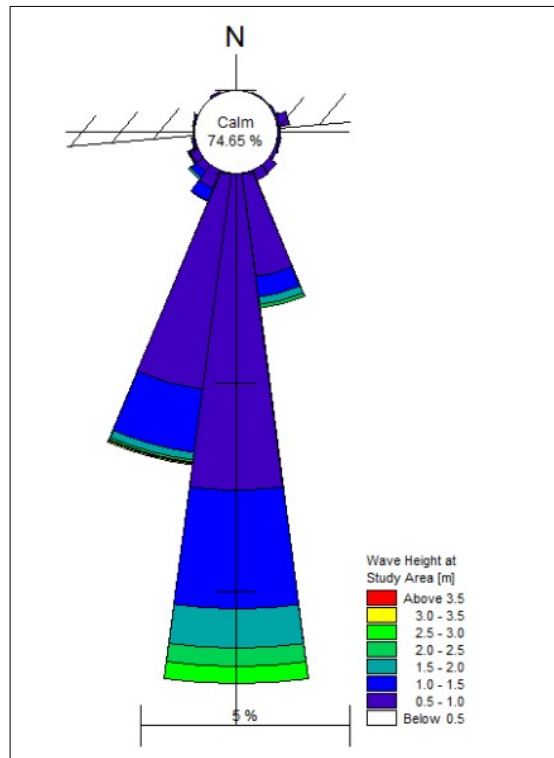 N
Calm
74.65 %
Wave Height at
Study Area [m]
Above 3.5
3.0 - 3.5
2.5 - 3.0
2.0 - 2.5
1.5 - 2.0
1.0 - 1.5
0.5 - 1.0
Below 0.5
5 %